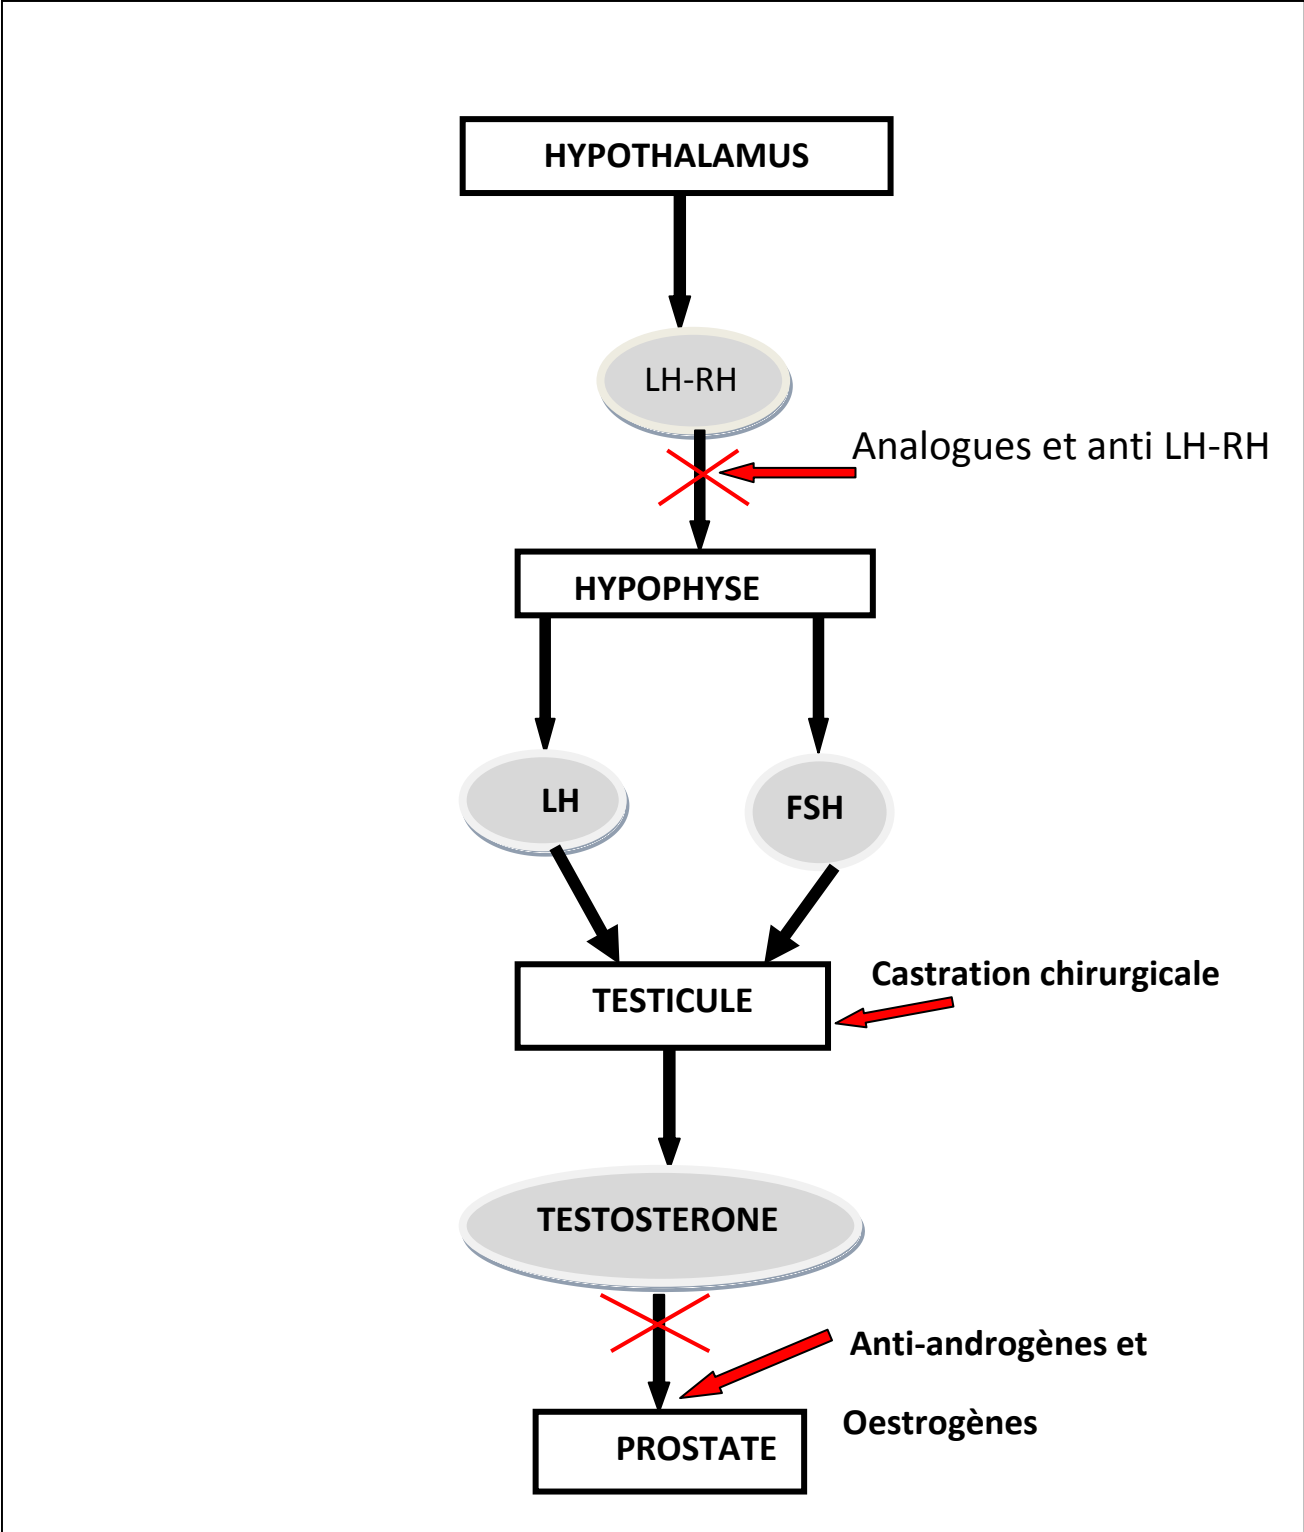 HYPOTHALAMUS
LH-RH
Analogues et anti LH-RH
HYPOPHYSE
LH
FSH
Castration chirurgicale
TESTICULE
TESTOSTERONE
Anti-androgènes et
Oestrogènes
PROSTATE